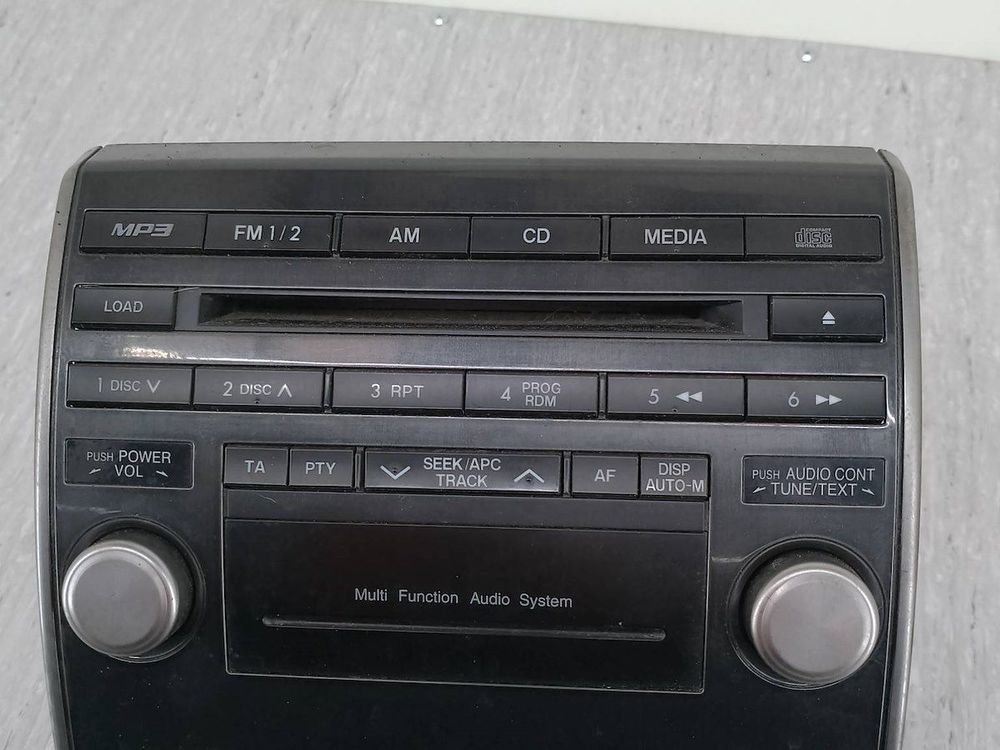 MP3 FM 1/2 AM CD MEDIA COMPACT disc DIGITAL AUDIO
LOAD
1 DISC 2 DISC 3 RPT 4 PROG RDM 5 6
PUSH POWER VOL
TA PTY SEEK/APC TRACK AF DISP AUTO-M
PUSH AUDIO CONT TUNE/TEXT
Multi Function Audio System